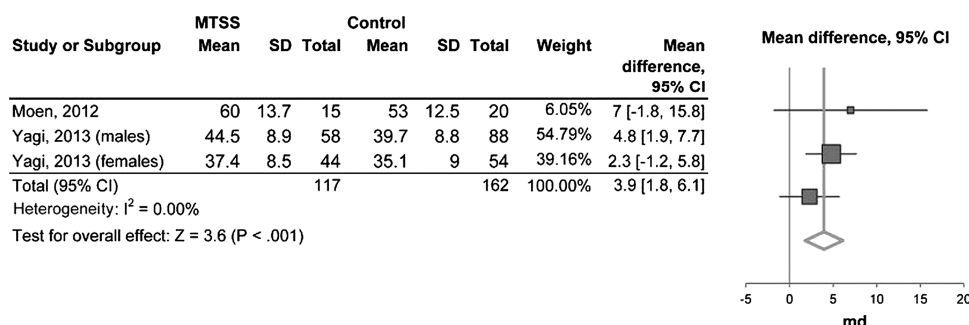 MTSS Control
Study or Subgroup Mean SD Total Mean SD Total Weight Mean difference, 95% CI
Moen, 2012 60 13.7 15 53 12.5 20 6.05% 7 [-1.8, 15.8]
Yagi, 2013 (males) 44.5 8.9 58 39.7 8.8 88 54.79% 4.8 [1.9, 7.7]
Yagi, 2013 (females) 37.4 8.5 44 35.1 9 54 39.16% 2.3 [-1.2, 5.8]
Total (95% CI) 117 162 100.00% 3.9 [1.8, 6.1]
Heterogeneity: I² = 0.00%
Test for overall effect: Z = 3.6 (P < .001)
Mean difference, 95% CI
-5 0 5 10 15 20
md